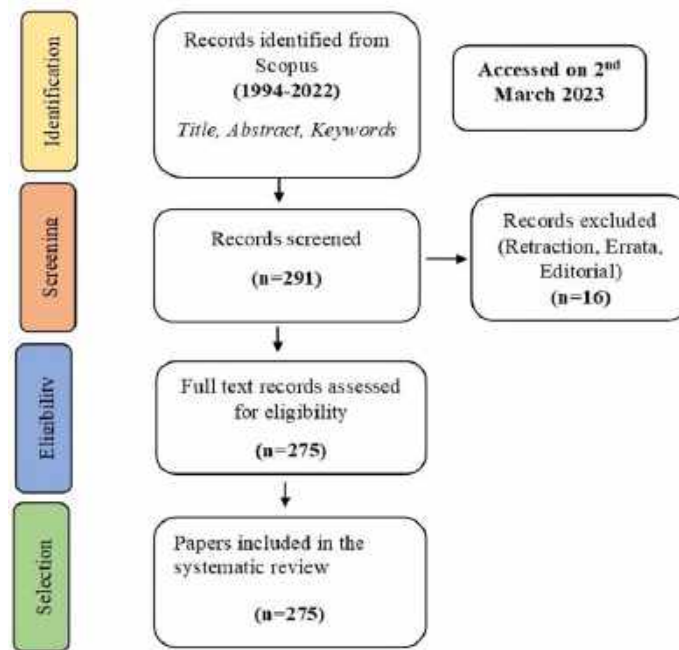 Identification
Records identified from
Scopus
(1994-2022)
Title, Abstract, Keywords
Accessed on 2nd
March 2023
Screening
Records screened
(n=291)
Records excluded
(Retraction, Errata,
Editorial)
(n=16)
Eligibility
Full text records assessed
for eligibility
(n=275)
Selection
Papers included in the
systematic review
(n=275)